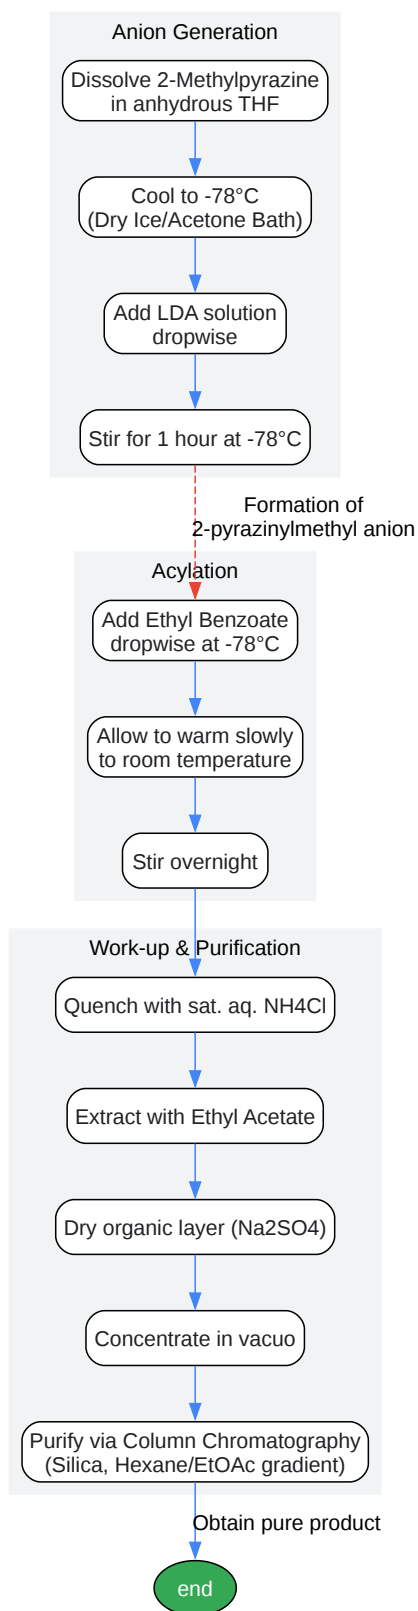 Anion Generation
Dissolve 2-Methylpyrazine
in anhydrous THF
Cool to -78°C
(Dry Ice/Acetone Bath)
Add LDA solution
dropwise
Stir for 1 hour at -78°C
Formation of
2-pyrazinylmethyl anion
Acylation
Add Ethyl Benzoate
dropwise at -78°C
Allow to warm slowly
to room temperature
Stir overnight
Work-up & Purification
Quench with sat. aq. NH4Cl
Extract with Ethyl Acetate
Dry organic layer (Na2SO4)
Concentrate in vacuo
Purify via Column Chromatography
(Silica, Hexane/EtOAc gradient)
Obtain pure product
end